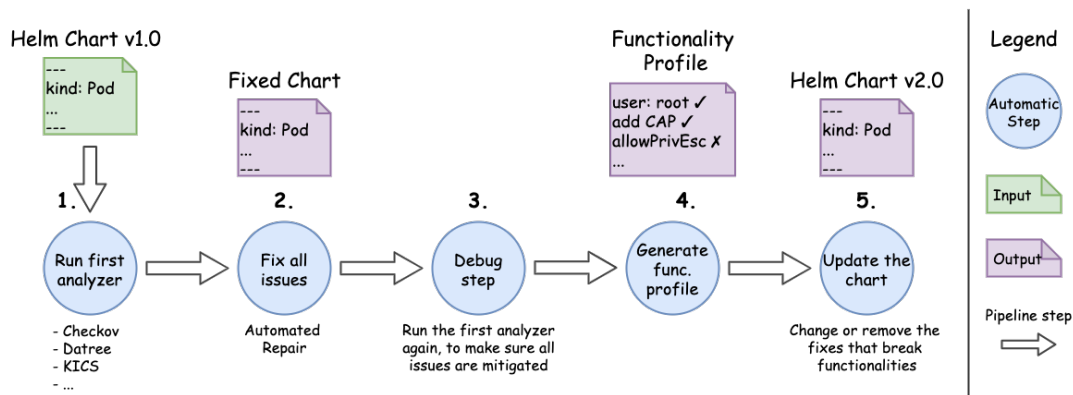 Helm Chart v1.0
---
kind: Pod
...
---
1.
Run first
analyzer
- Checkov
- Datree
- KICS
- ...
Fixed Chart
---
kind: Pod
...
---
2.
Fix all
issues
Automated
Repair
3.
Debug
step
Run the first analyzer
again, to make sure all
issues are mitigated
Functionality
Profile
user: root ✓
add CAP ✓
allowPrivEsc ✗
...
4.
Generate
func.
profile
Helm Chart v2.0
---
kind: Pod
...
---
5.
Update the
chart
Change or remove the
fixes that break
functionalities
Legend
Automatic
Step
Input
Output
Pipeline step